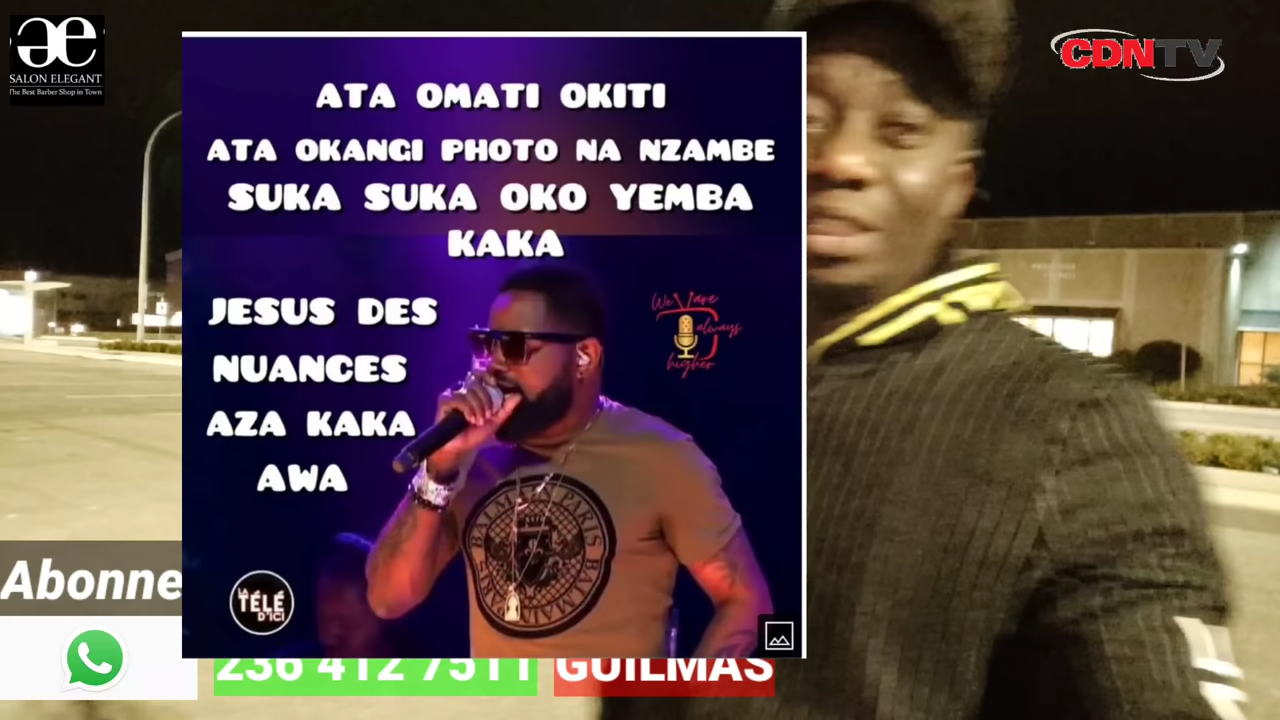 æ
SALON ELEGANT
The Best Barber Shop in Town
CDNTV
ATA OMATI OKITI
ATA OKANGI PHOTO NA NZAMBE
SUKA SUKA OKO YEMBA
KAKA
JESUS DES
NUANCES
AZA KAKA
AWA
We are
always
higher
BALMAIN PARIS
LA
TÉLÉ
D'ICI
Abonne
236 412 7511 GUILMAS